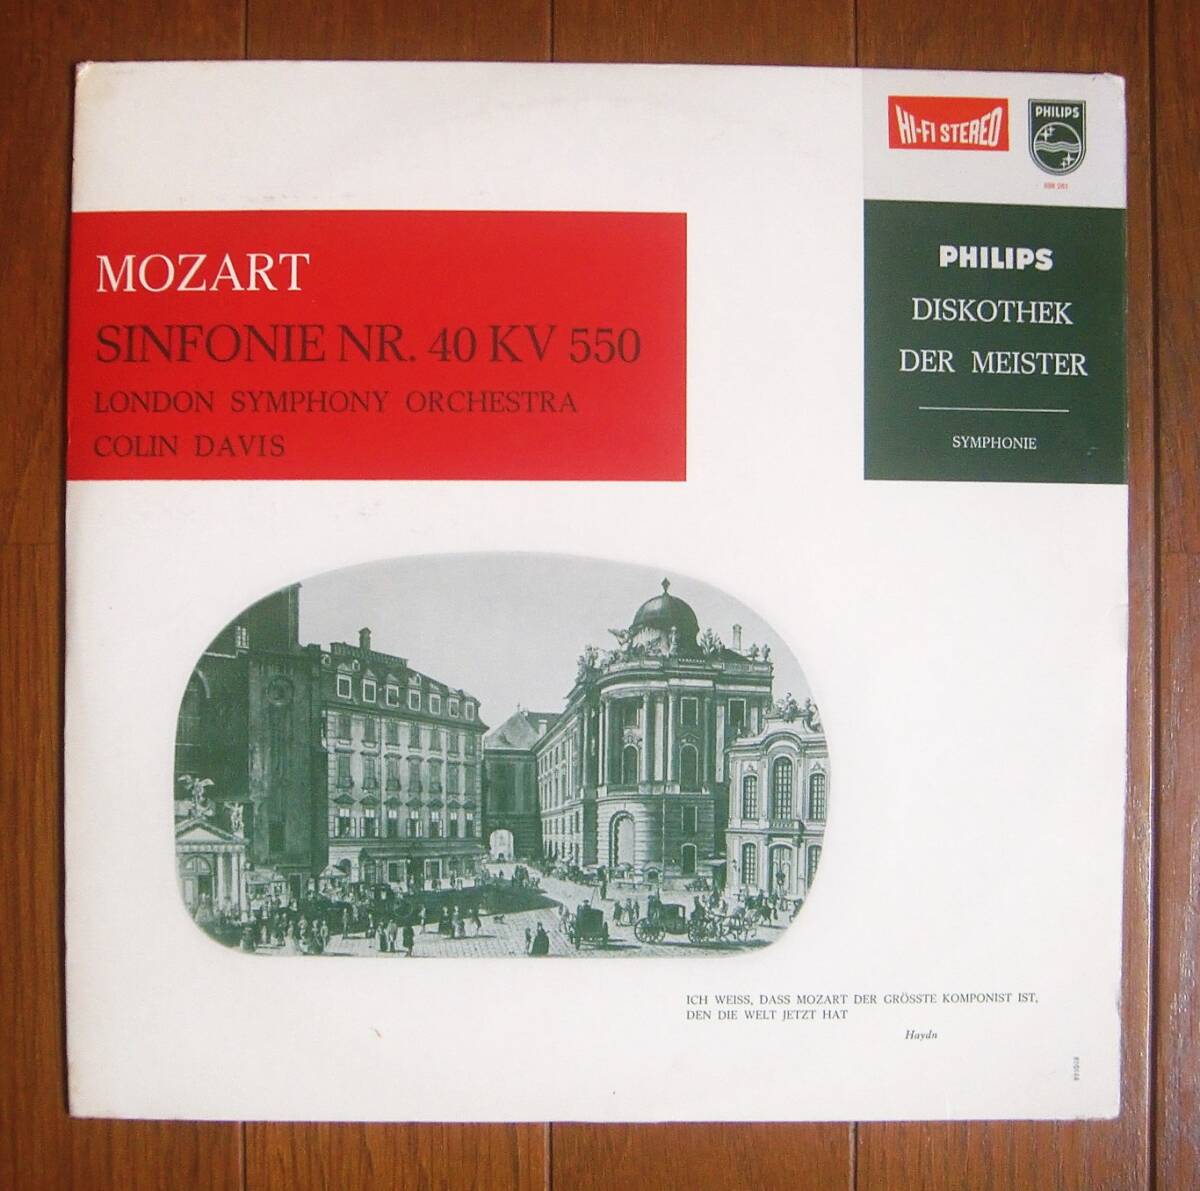 HI-FI STEREO
PHILIPS
MOZART
SINFONIE NR. 40 KV 550
LONDON SYMPHONY ORCHESTRA
COLIN DAVIS
PHILIPS
DISKOTHEK
DER MEISTER
SYMPHONIE
ICH WEISS, DASS MOZART DER GRÖSSTE KOMPONIST IST,
DEN DIE WELT JETZT HAT
Haydn